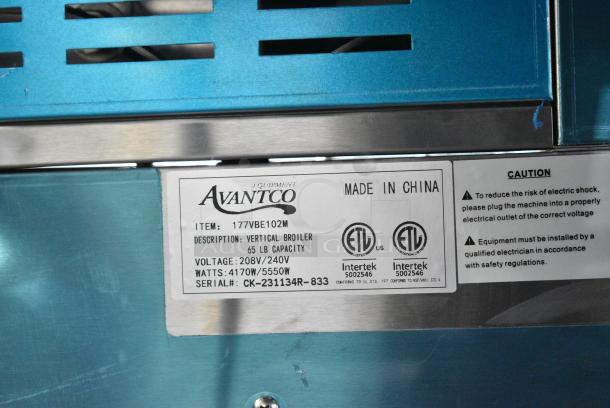 EQUIPMENT
AVANTCO
MADE IN CHINA
ITEM: 177VBE102M
DESCRIPTION: VERTICAL BROILER
65 LB CAPACITY
VOLTAGE: 208V/240V
WATTS: 4170W/5550W
SERIAL#: CK-231134R-833
ETL US
Intertek
5002546
ETL
Intertek
5002546
CAUTION
To reduce the risk of electric shock,
please plug the machine into a properly
electrical outlet of the correct voltage
Equipment must be installed by a
qualified electrician in accordance
with safety regulations.